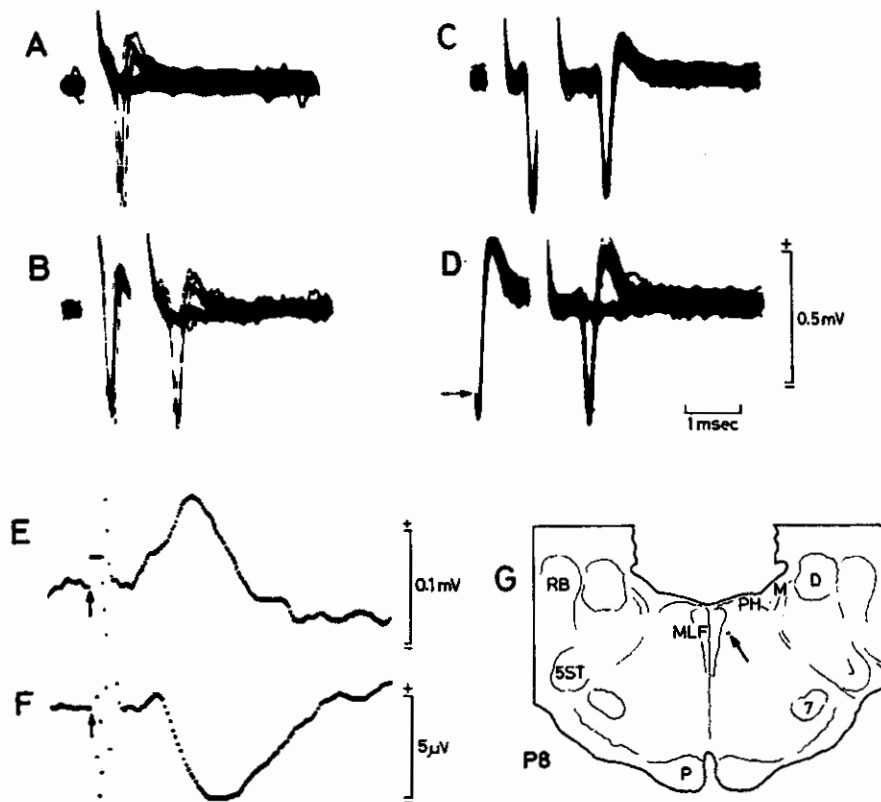 A
B
C
D
+
0.5mV
=
1msec
E
+
0.1mV
=
F
+
5μV
=
G
RB
D
M
PH
MLF
5ST
7
P8
P